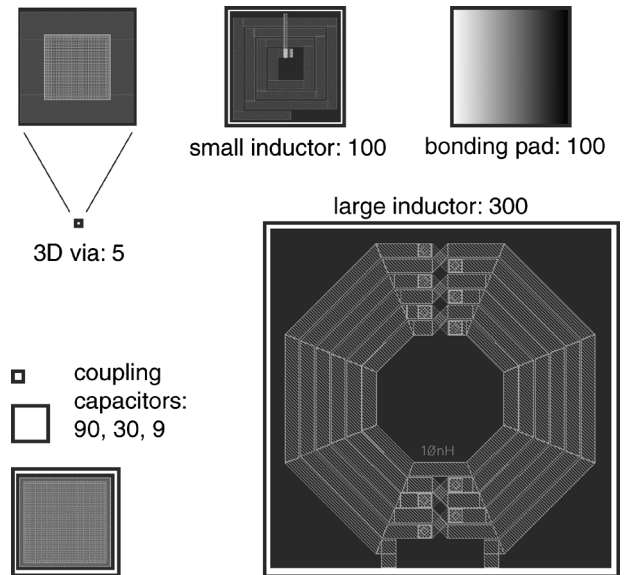 small inductor: 100
bonding pad: 100
large inductor: 300
3D via: 5
coupling
capacitors:
90, 30, 9
10nH